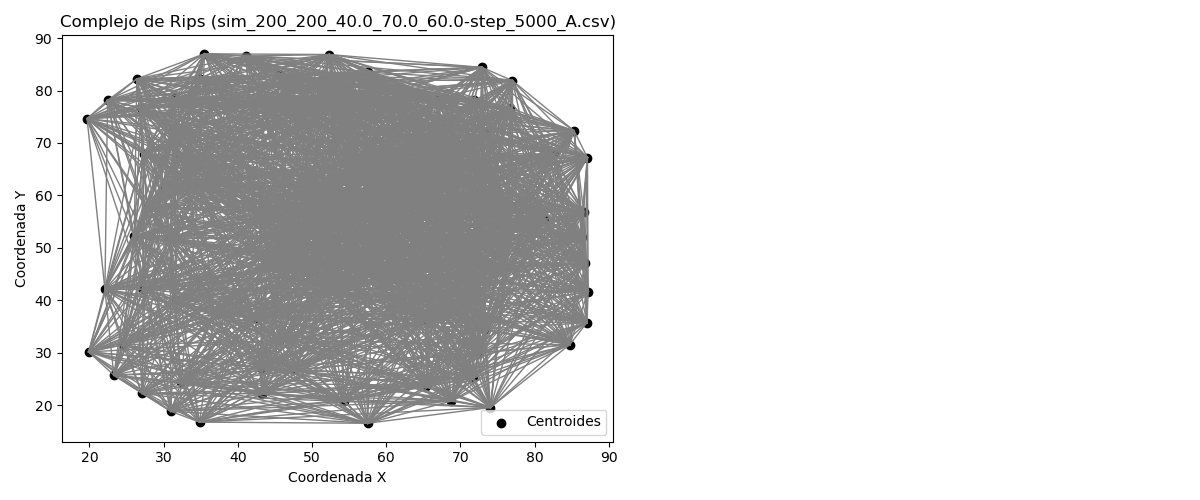 Complejo de Rips (sim_200_200_40.0_70.0_60.0-step_5000_A.csv)
90
80
70
60
50
40
30
20
Coordenada Y
20 30 40 50 60 70 80 90
Coordenada X
Centroides